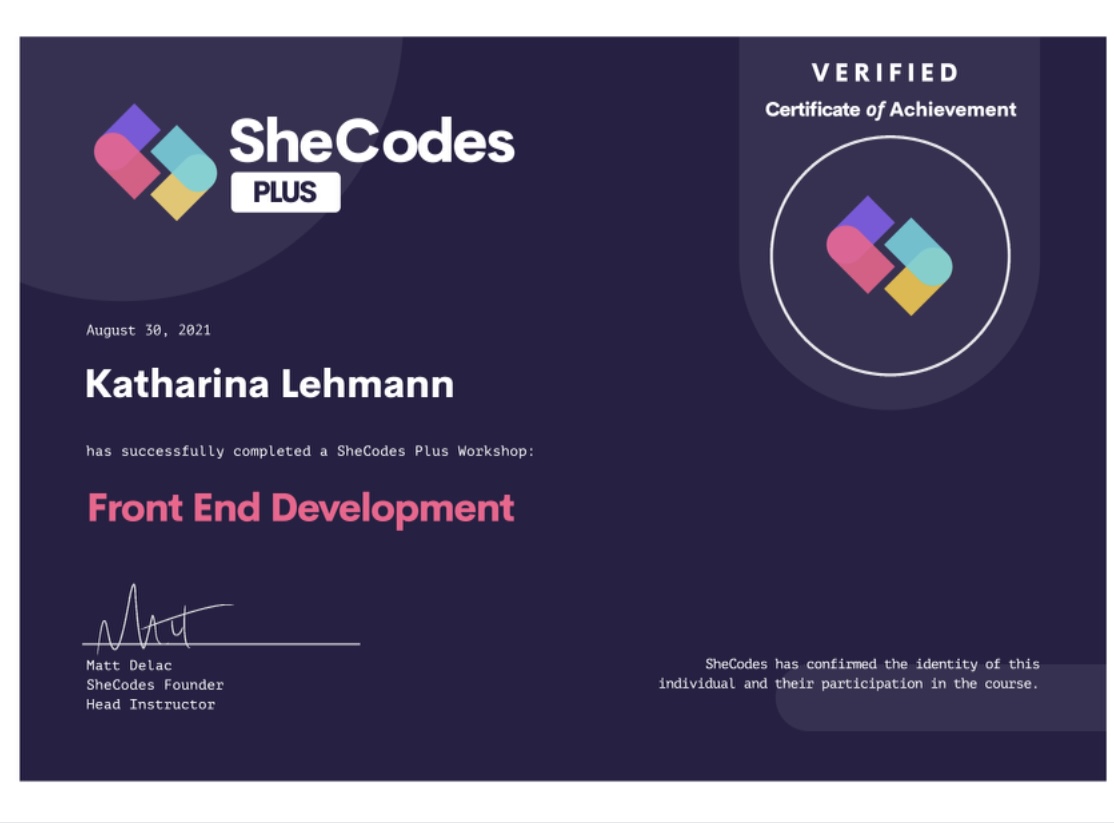 SheCodes
PLUS
VERIFIED
Certificate of Achievement
August 30, 2021
Katharina Lehmann
has successfully completed a SheCodes Plus Workshop:
Front End Development
Matt Delac
SheCodes Founder
Head Instructor
SheCodes has confirmed the identity of this
individual and their participation in the course.